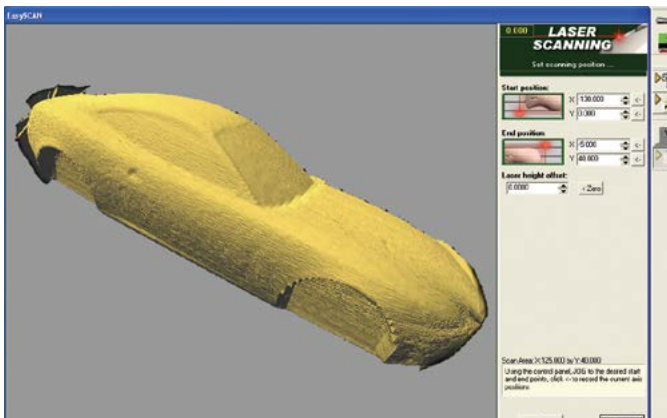 EasySCAN
0.000
LASER
SCANNING
Set scanning position ...
Start position:
X -130.000 <-
Y 0.000 <-
End position:
X -5.000 <-
Y 40.000 <-
Laser height offset:
0.0000 < Zero
Scan Area: X:125.000 by Y:40.000
Using the control panel, JOG to the desired start
and end points, click <- to record the current axis
positions